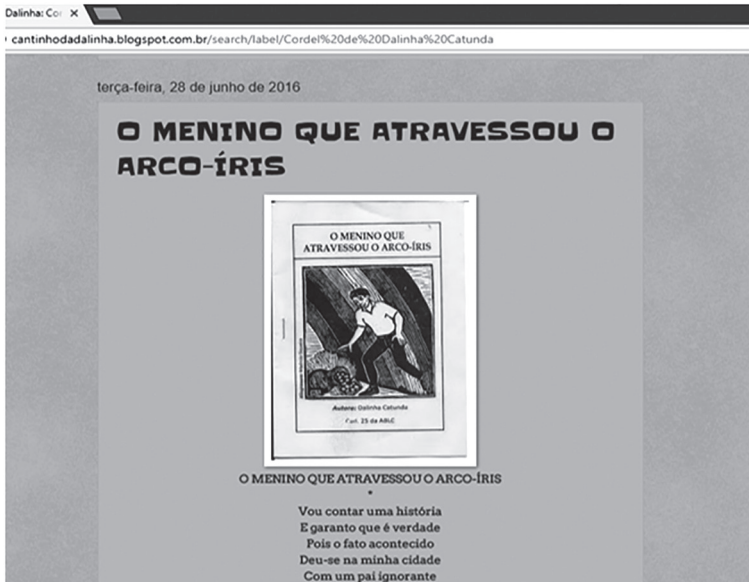 Dalinha: Cor
cantinhodadalinha.blogspot.com.br/search/label/Cordel%20de%20Dalinha%20Catunda
terça-feira, 28 de junho de 2016
O MENINO QUE ATRAVESSOU O
ARCO-ÍRIS
O MENINO QUE
ATRAVESSOU O ARCO-ÍRIS
Autora: Dalinha Catunda
25 da ABLC
O MENINO QUE ATRAVESSOU O ARCO-ÍRIS
*
Vou contar uma história
E garanto que é verdade
Pois o fato acontecido
Deu-se na minha cidade
Com um pai ignorante